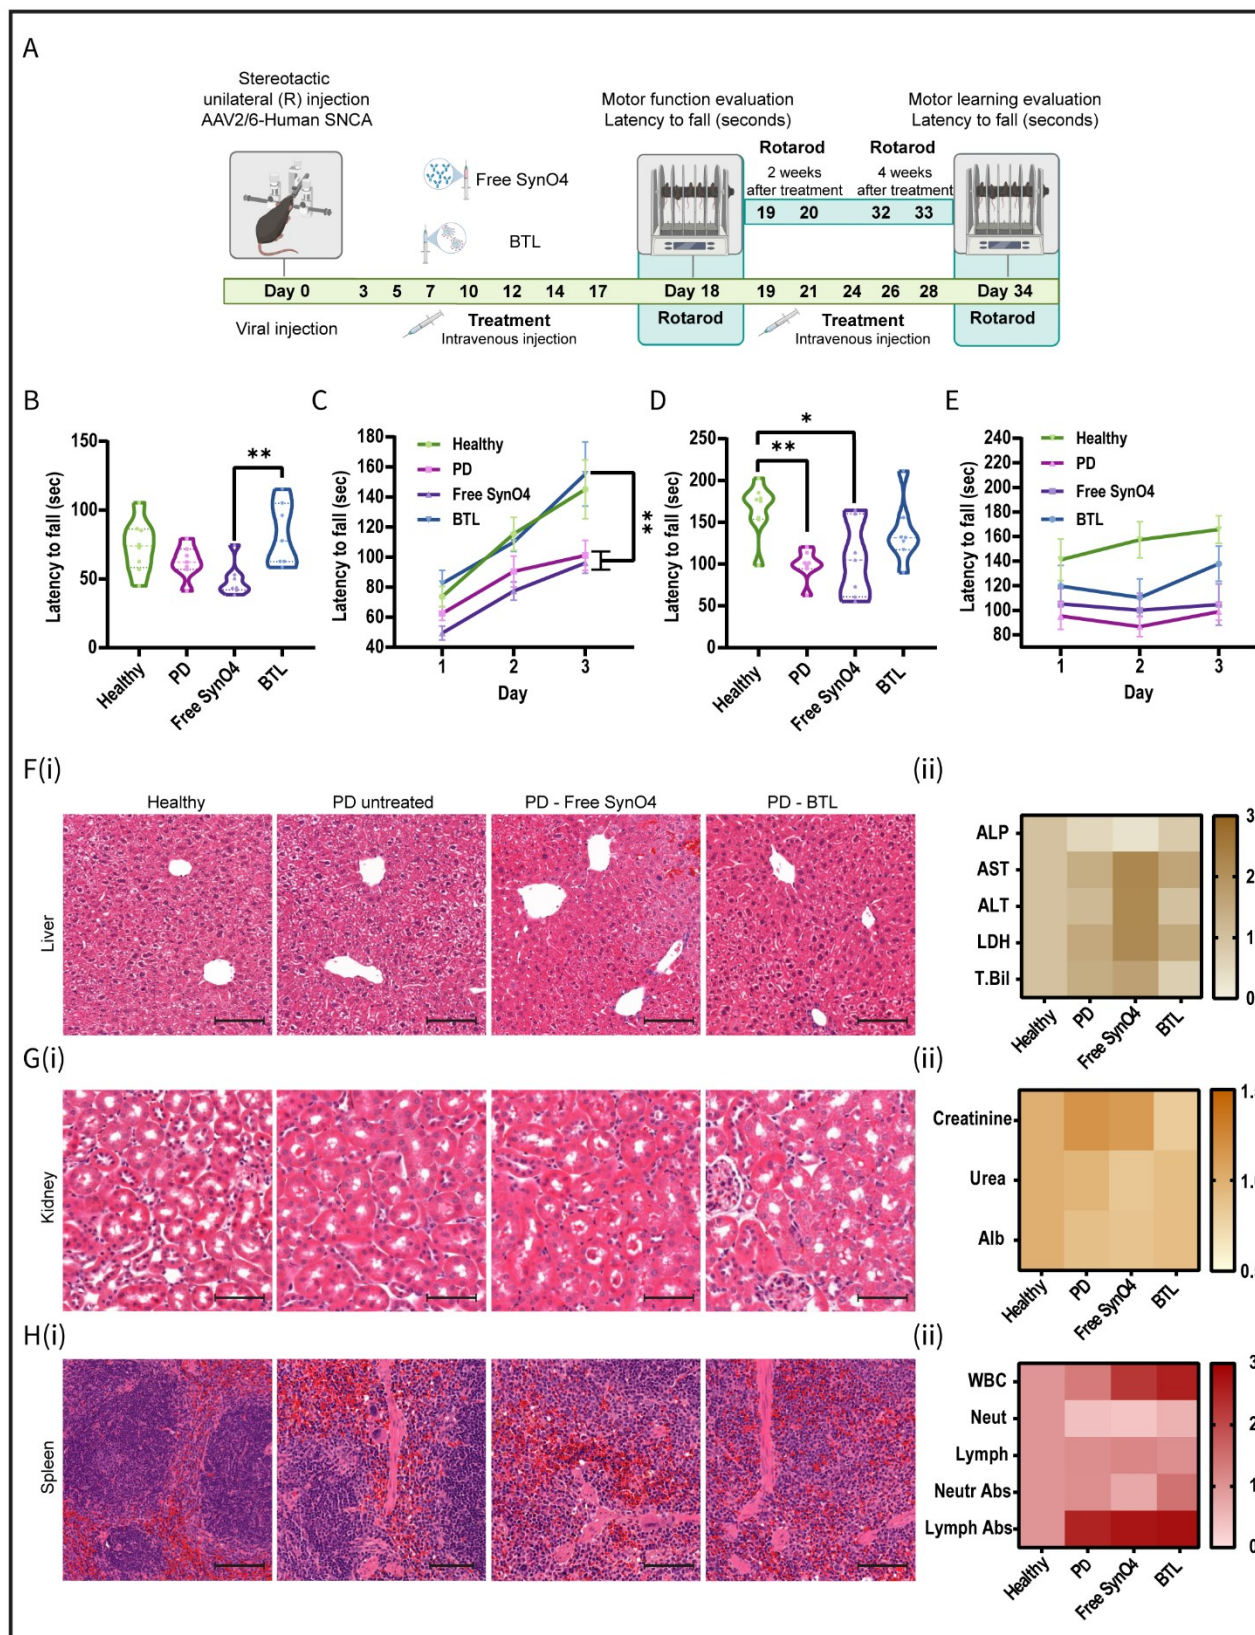 A
Stereotactic
unilateral (R) injection
AAV2/6-Human SNCA
Free SynO4
BTL
Motor function evaluation
Latency to fall (seconds)
Rotarod
2 weeks
after treatment
19 20
Rotarod
4 weeks
after treatment
32 33
Motor learning evaluation
Latency to fall (seconds)
Day 0 3 5 7 10 12 14 17 Day 18 19 21 24 26 28 Day 34
Viral injection
Treatment
Intravenous injection
Rotarod
Treatment
Intravenous injection
Rotarod
B
Latency to fall (sec)
150
100
50
0
**
Healthy
PD
Free SynO4
BTL
C
Latency to fall (sec)
180
160
140
120
100
80
60
40
Healthy
PD
Free SynO4
BTL
**
1 2 3
Day
D
Latency to fall (sec)
250
200
150
100
50
0
*
**
Healthy
PD
Free SynO4
BTL
E
Latency to fall (sec)
240
220
200
180
160
140
120
100
80
Healthy
PD
Free SynO4
BTL
1 2 3
Day
F(i)
Healthy
PD untreated
PD - Free SynO4
PD - BTL
Liver
(ii)
ALP
AST
ALT
LDH
T.Bil
Healthy
PD
Free SynO4
BTL
3
2
1
0
G(i)
Kidney
(ii)
Creatinine
Urea
Alb
Healthy
PD
Free SynO4
BTL
1.5
1.0
0.5
H(i)
Spleen
(ii)
WBC
Neut
Lymph
Neutr Abs
Lymph Abs
Healthy
PD
Free SynO4
BTL
3
2
1
0